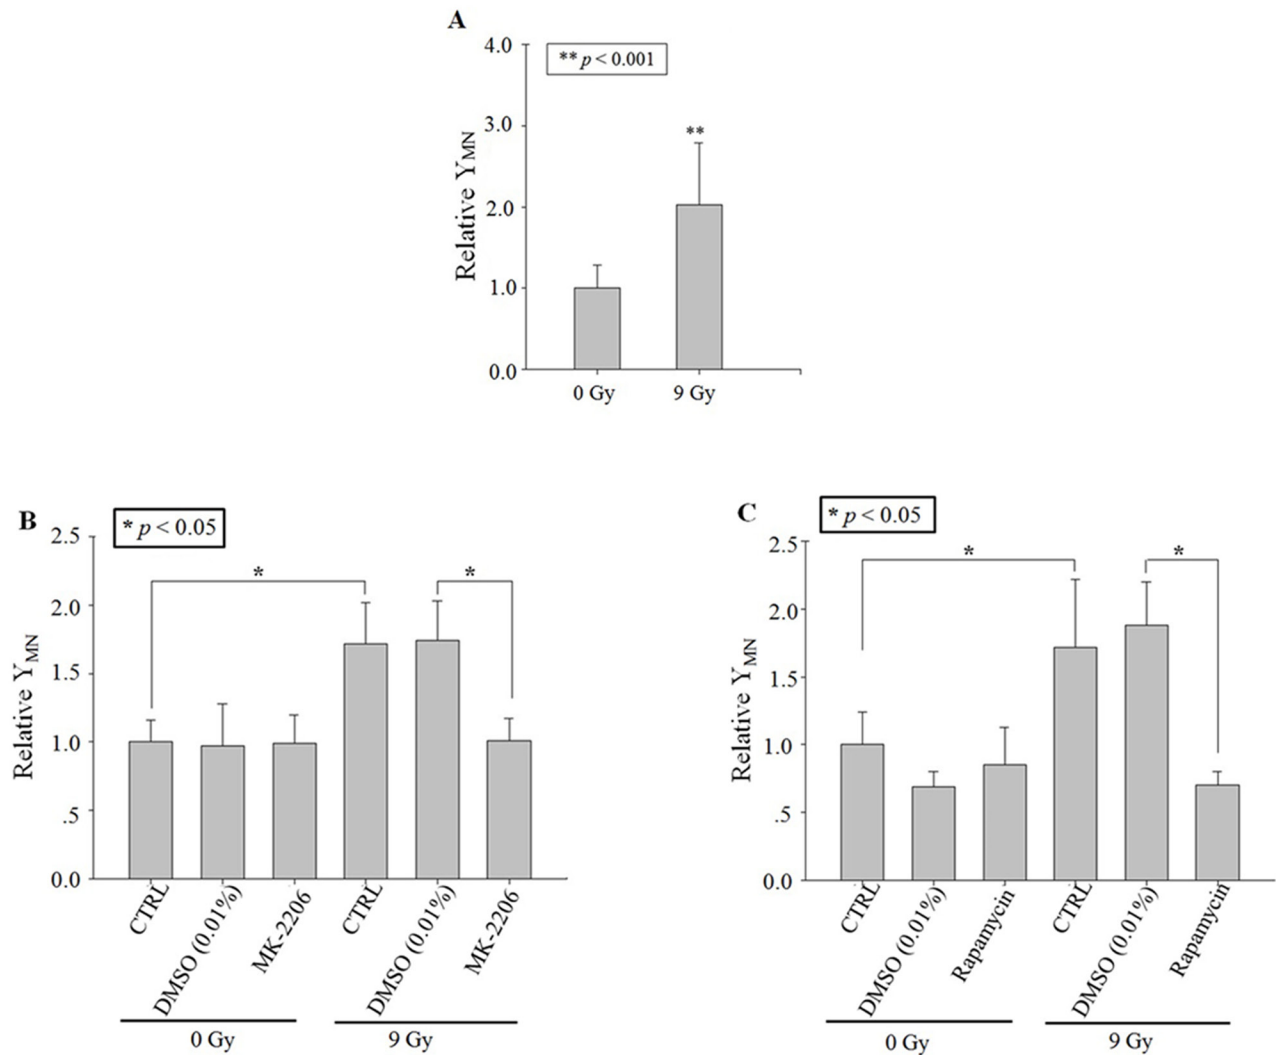 A
** p < 0.001
**
4.0
3.0
2.0
1.0
0.0
Relative YMN
0 Gy
9 Gy
B
* p < 0.05
*
*
2.5
2.0
1.5
1.0
.5
0.0
Relative YMN
CTRL
DMSO (0.01%)
MK-2206
CTRL
DMSO (0.01%)
MK-2206
0 Gy
9 Gy
C
* p < 0.05
*
*
2.5
2.0
1.5
1.0
.5
0.0
Relative YMN
CTRL
DMSO (0.01%)
Rapamycin
CTRL
DMSO (0.01%)
Rapamycin
0 Gy
9 Gy